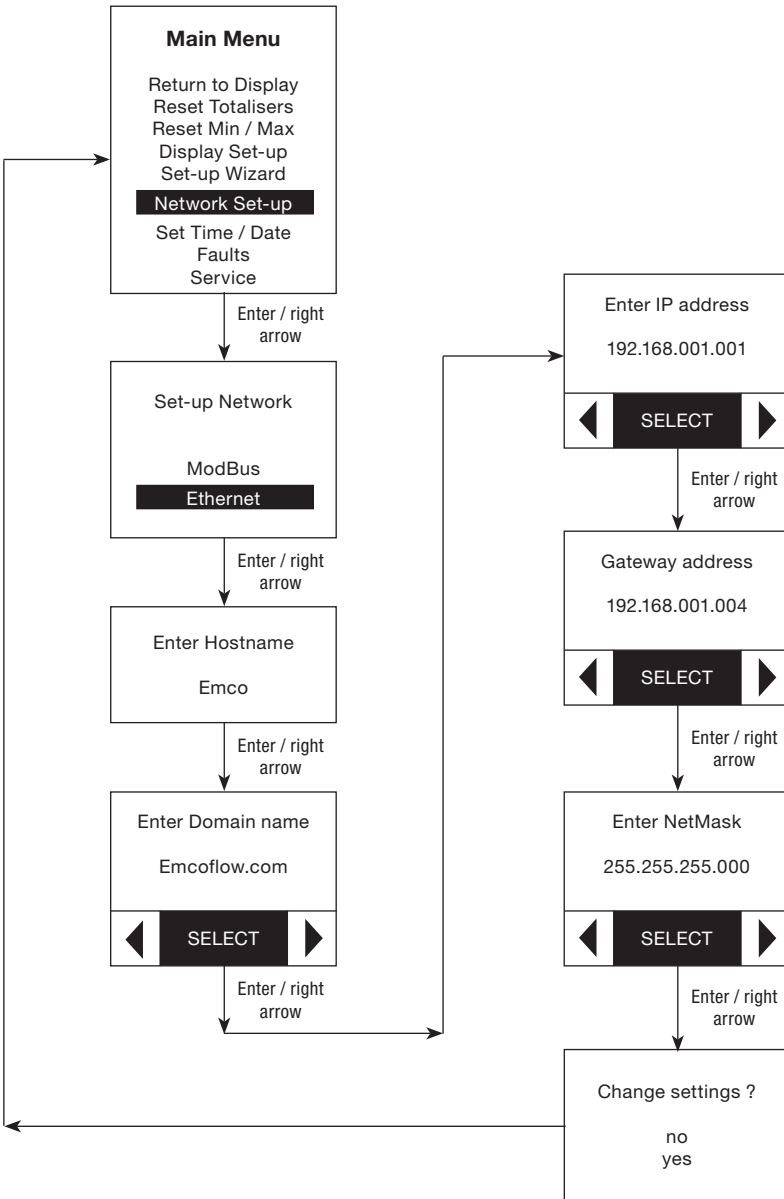 Main Menu
Return to Display
Reset Totalisers
Reset Min / Max
Display Set-up
Set-up Wizard
Network Set-up
Set Time / Date
Faults
Service
Enter / right
arrow
Set-up Network
ModBus
Ethernet
Enter / right
arrow
Enter Hostname
Emco
Enter / right
arrow
Enter Domain name
Emcoflow.com
SELECT
Enter / right
arrow
Enter IP address
192.168.001.001
SELECT
Enter / right
arrow
Gateway address
192.168.001.004
SELECT
Enter / right
arrow
Enter NetMask
255.255.255.000
SELECT
Enter / right
arrow
Change settings ?
no
yes